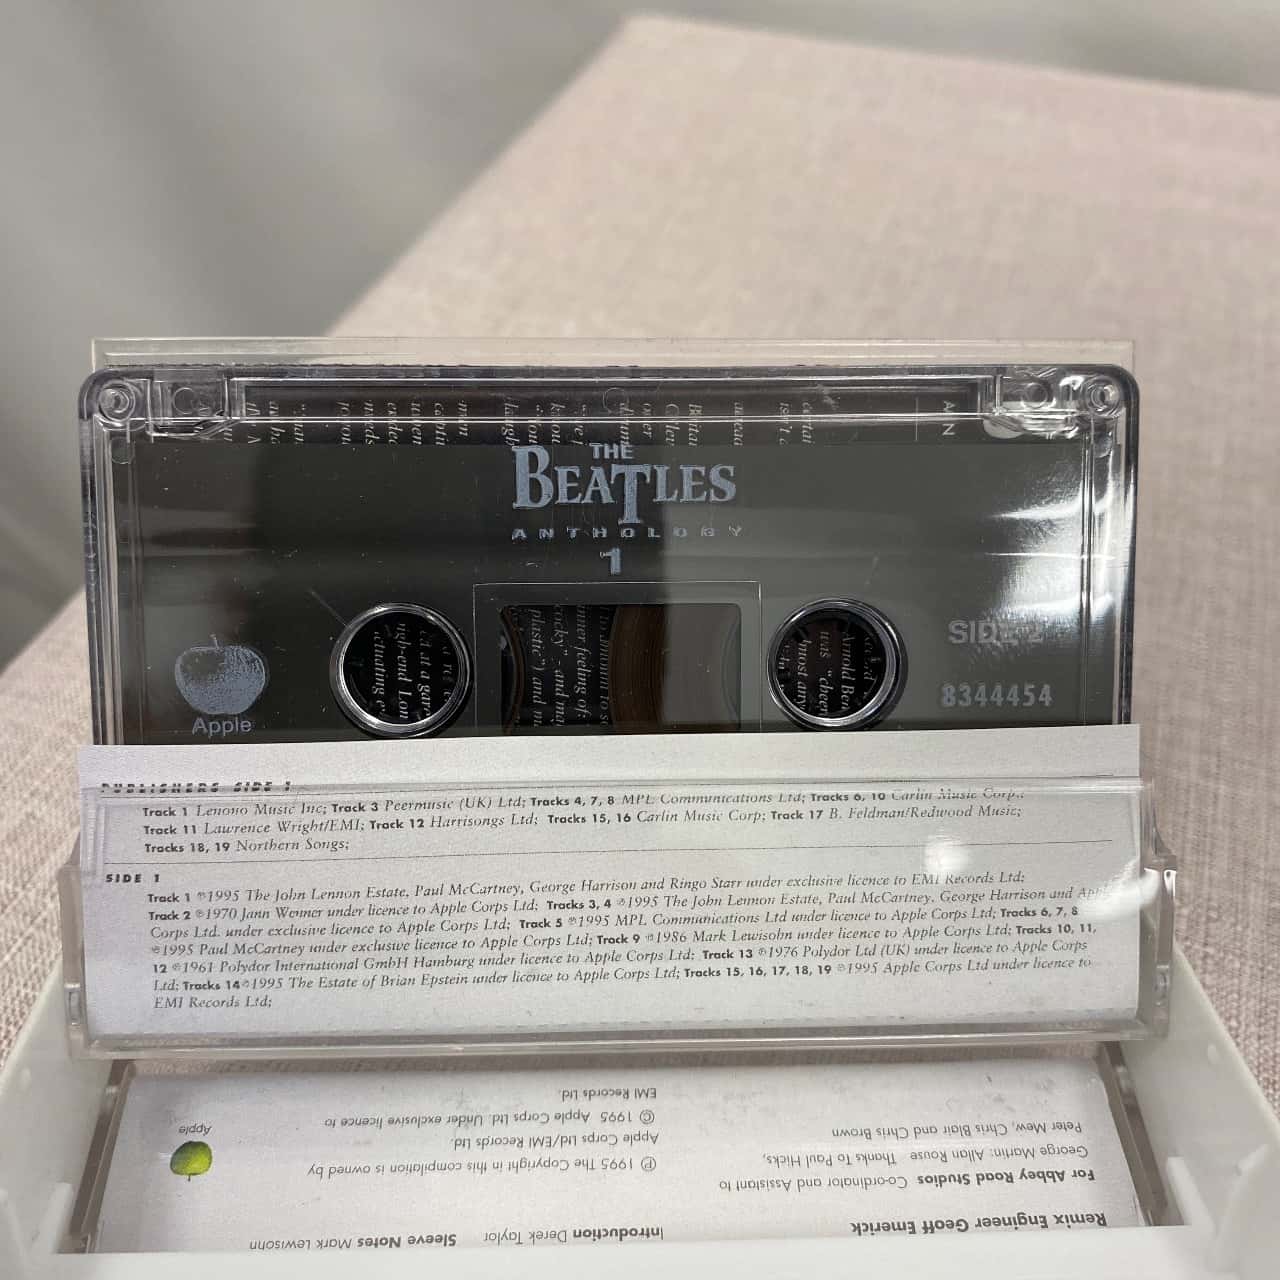 THE
BEATLES
ANTHOLOGY
1
SIDE 2
8344454
Apple
PUBLISHERS SIDE 1
Track 1 Lenono Music Inc; Track 3 Peermusic (UK) Ltd; Tracks 4, 7, 8 MPL Communications Ltd; Tracks 6, 10 Carlin Music Corp.;
Track 11 Lawrence Wright/EMI; Track 12 Harrisongs Ltd; Tracks 15, 16 Carlin Music Corp; Track 17 B. Feldman/Redwood Music;
Tracks 18, 19 Northern Songs;
SIDE 1
Track 1 ℗1995 The John Lennon Estate, Paul McCartney, George Harrison and Ringo Starr under exclusive licence to EMI Records Ltd;
Track 2 ℗1970 Jann Wenner under licence to Apple Corps Ltd; Tracks 3, 4 ℗1995 The John Lennon Estate, Paul McCartney, George Harrison and Apple
Corps Ltd. under exclusive licence to Apple Corps Ltd; Track 5 ℗1995 MPL Communications Ltd under licence to Apple Corps Ltd; Tracks 6, 7, 8
℗1995 Paul McCartney under exclusive licence to Apple Corps Ltd; Track 9 ℗1986 Mark Lewisohn under licence to Apple Corps Ltd; Tracks 10, 11,
12 ℗1961 Polydor International GmbH Hamburg under licence to Apple Corps Ltd; Track 13 ℗1976 Polydor Ltd (UK) under licence to Apple Corps
Ltd; Tracks 14 ℗1995 The Estate of Brian Epstein under licence to Apple Corps Ltd; Tracks 15, 16, 17, 18, 19 ℗1995 Apple Corps Ltd under licence to
EMI Records Ltd;
Remix Engineer Geoff Emerick
For Abbey Road Studios Co-ordinator and Assistant to
George Martin: Allan Rouse Thanks To Paul Hicks,
Peter Mew, Chris Blair and Chris Brown
Introduction Derek Taylor Sleeve Notes Mark Lewisohn
℗ 1995 The Copyright in this compilation is owned by
Apple Corps Ltd/EMI Records Ltd.
© 1995 Apple Corps Ltd. Under exclusive licence to
EMI Records Ltd.
Apple